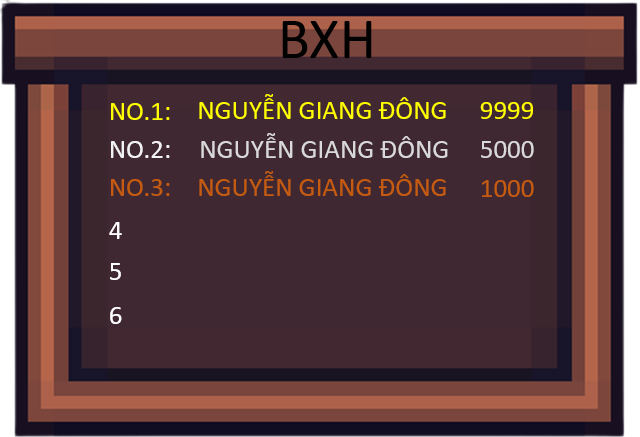 BXH
NO.1: NGUYỄN GIANG ĐÔNG 9999
NO.2: NGUYỄN GIANG ĐÔNG 5000
NO.3: NGUYỄN GIANG ĐÔNG 1000
4
5
6